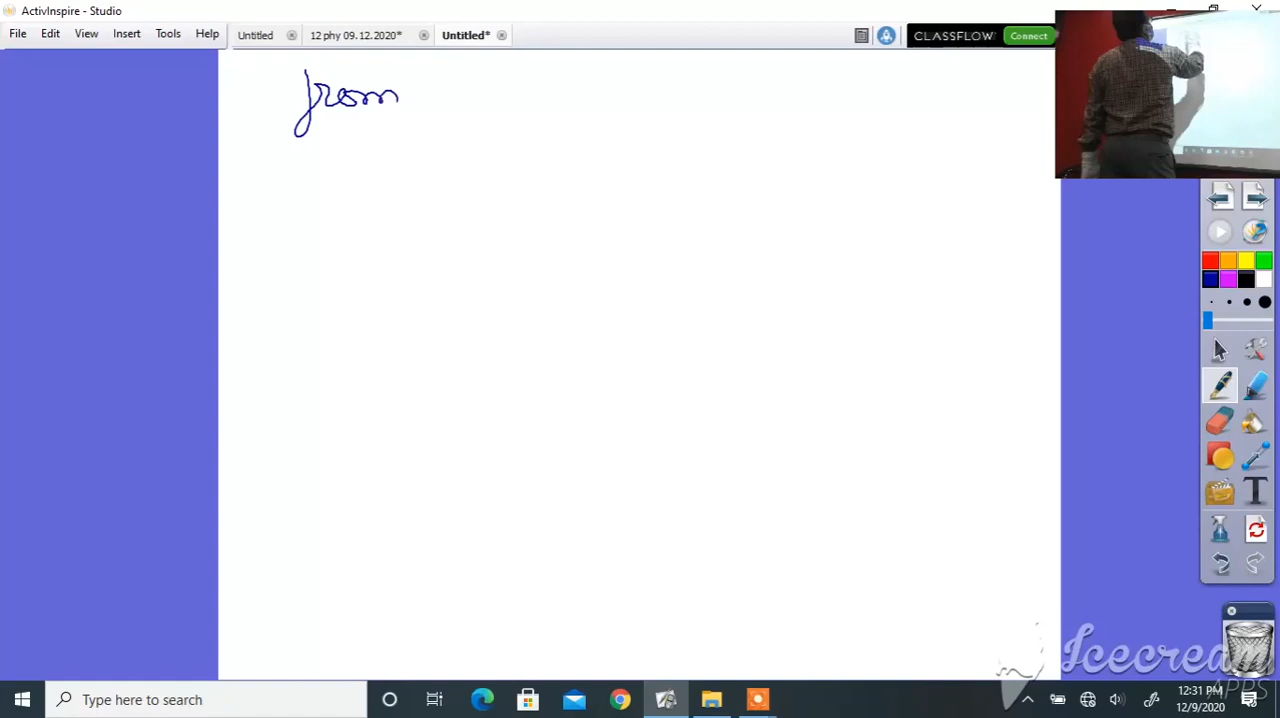 ActivInspire - Studio
File Edit View Insert Tools Help
Untitled 12 phy 09.12.2020* Untitled* CLASSFLOW Connect
from
T
Icecream
APPS
Type here to search
12:31 PM
12/9/2020